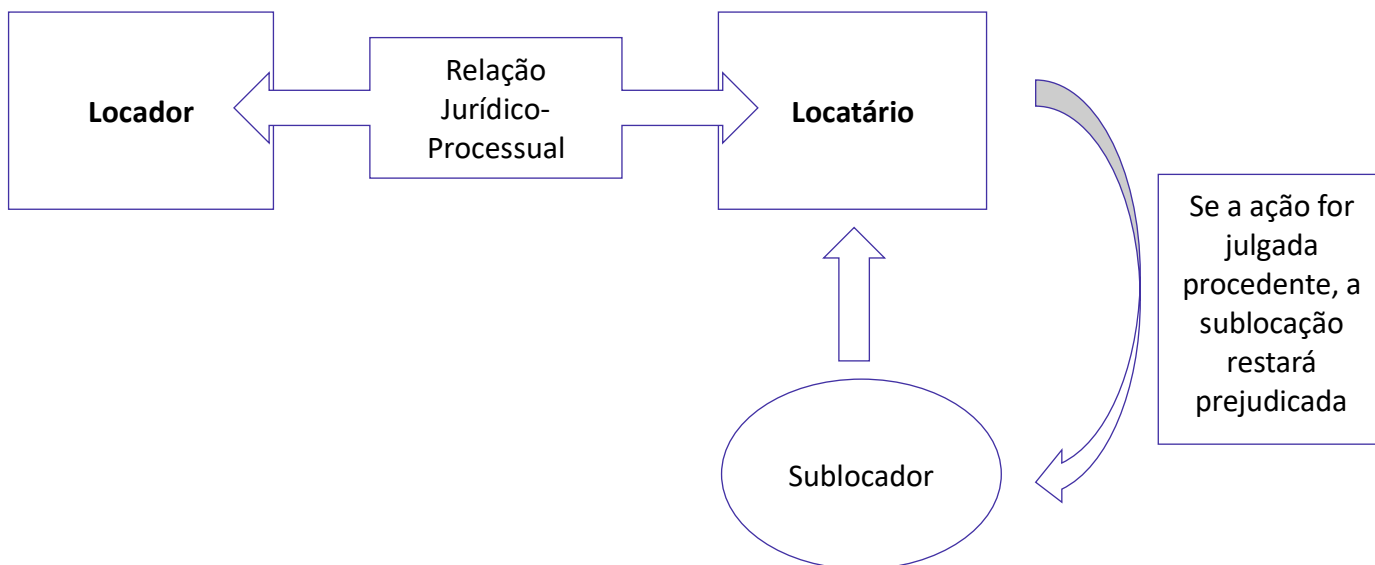 Locador
Relação
Jurídico-
Processual
Locatário
Se a ação for
julgada
procedente, a
sublocação
restará
prejudicada
Sublocador